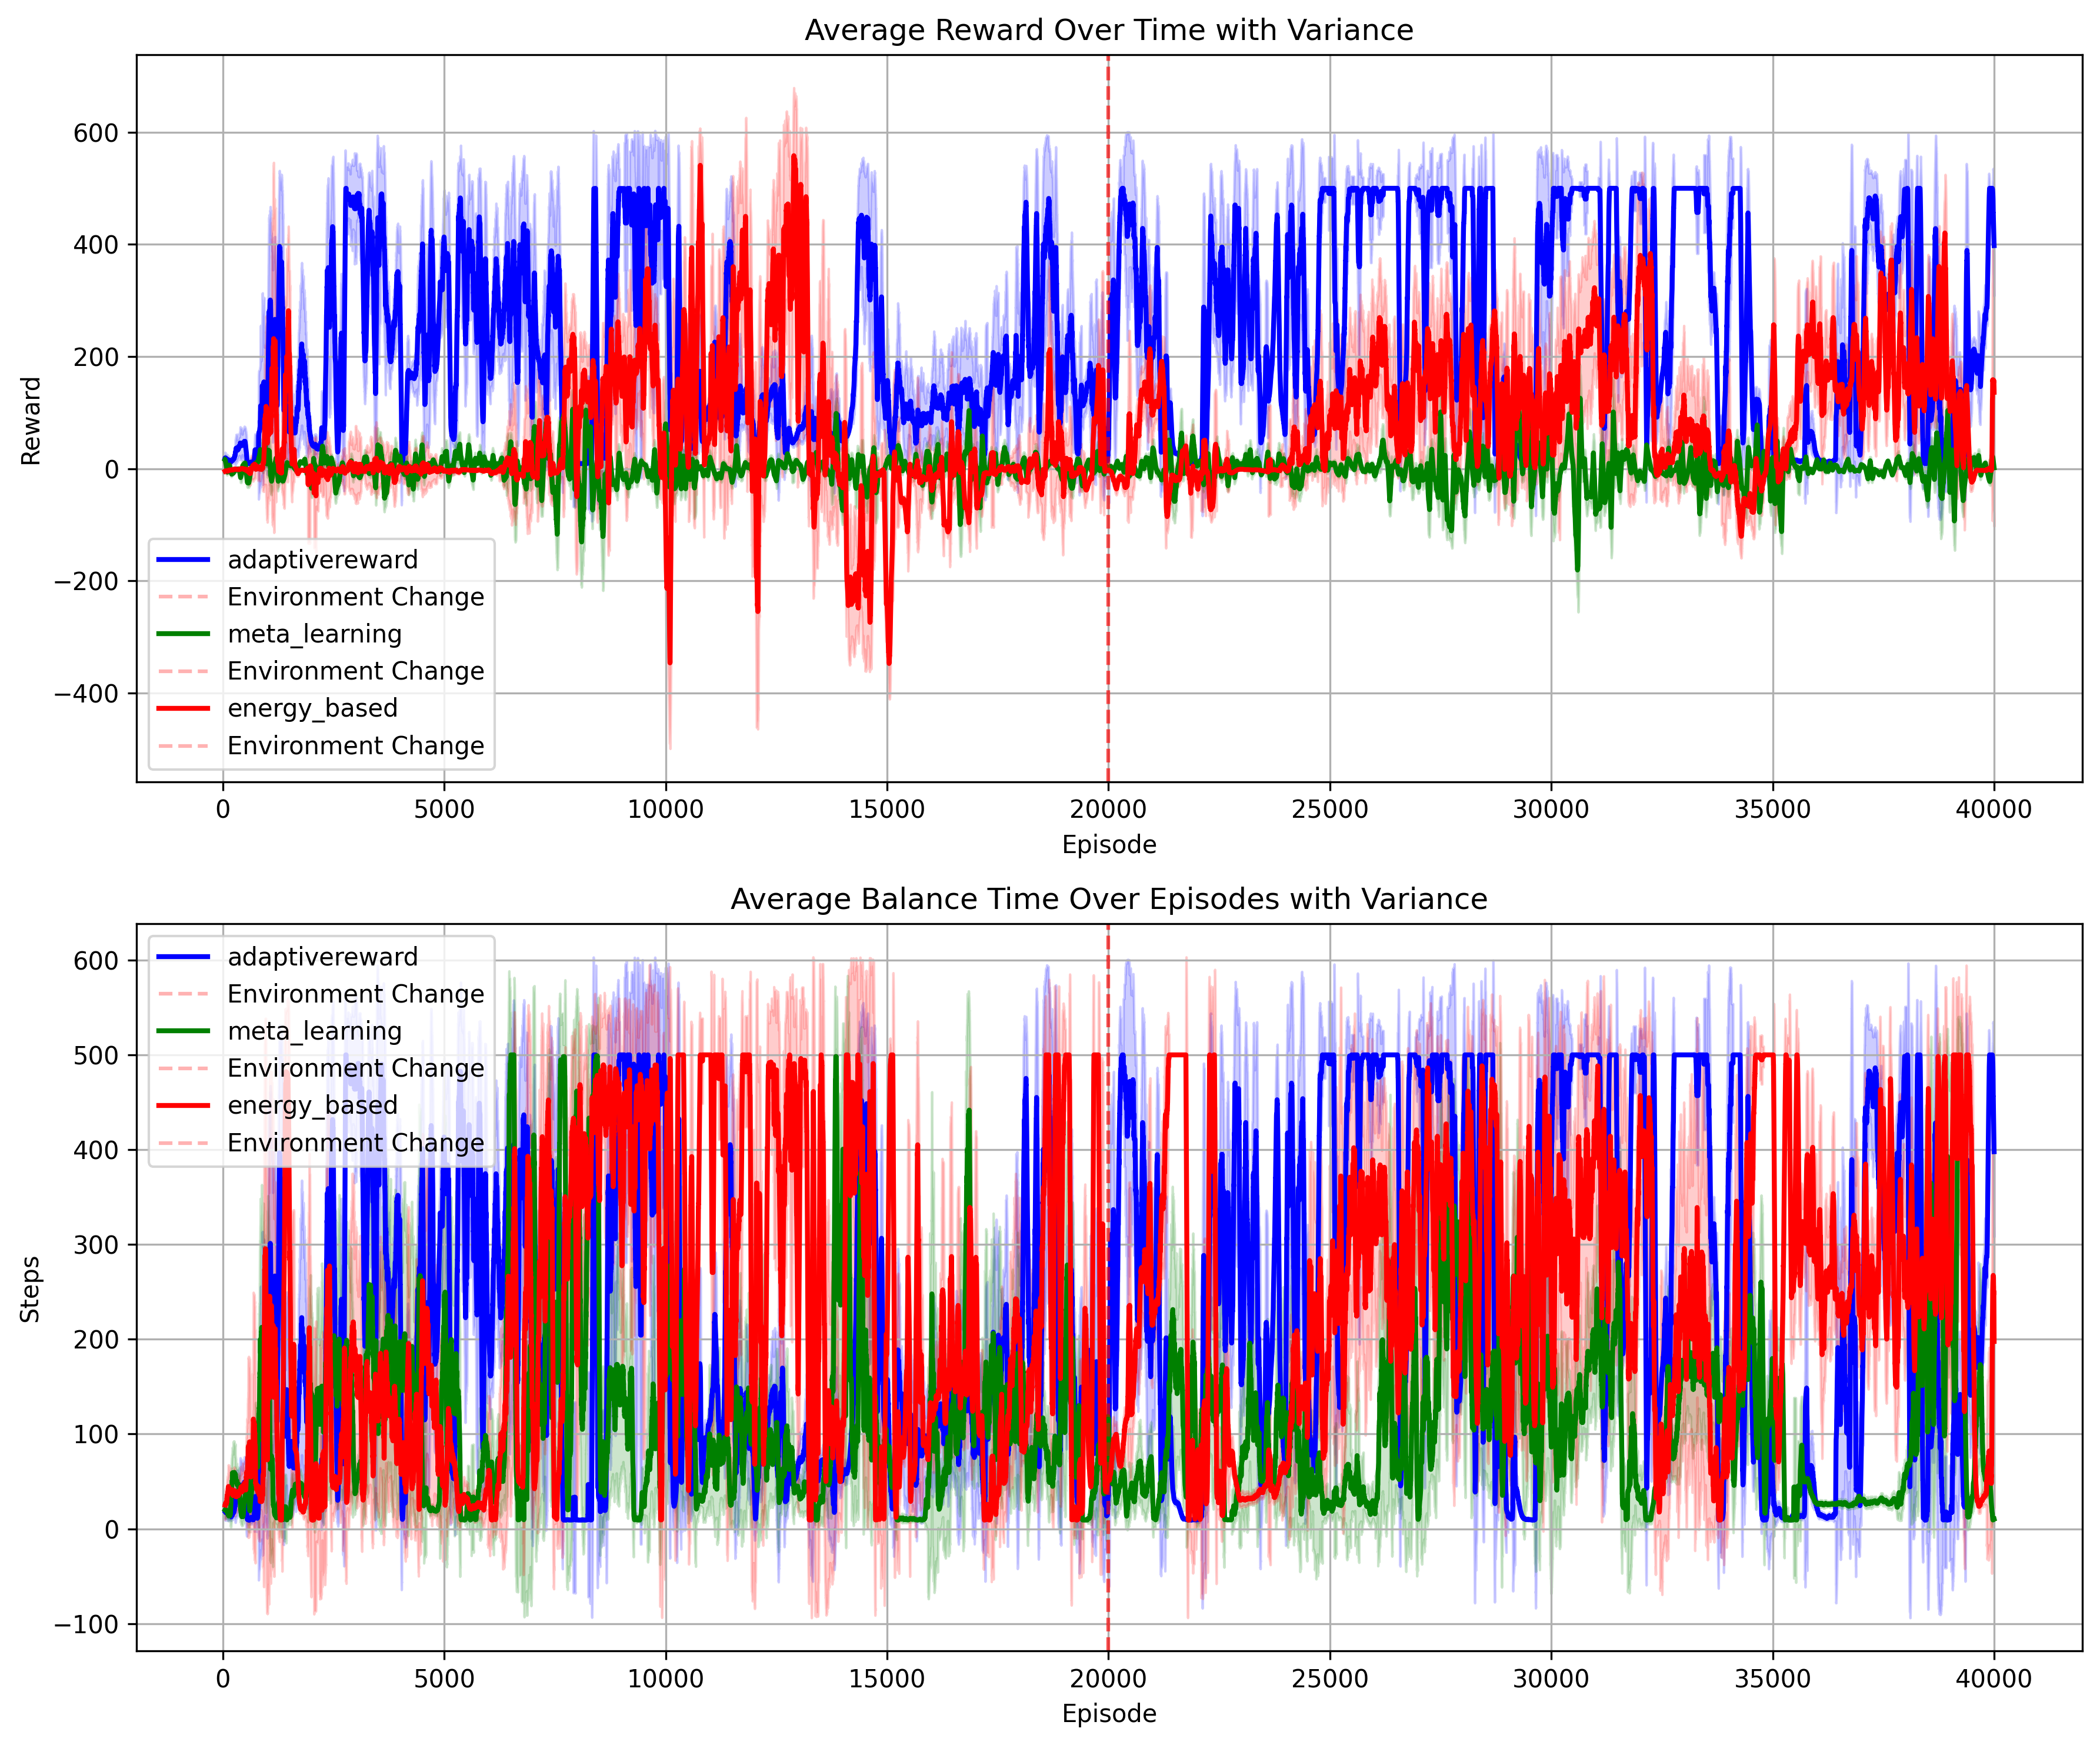 Average Reward Over Time with Variance
Reward
600
400
200
0
−200
−400
adaptivereward
Environment Change
meta_learning
Environment Change
energy_based
Environment Change
0 5000 10000 15000 20000 25000 30000 35000 40000
Episode
Average Balance Time Over Episodes with Variance
Steps
600
500
400
300
200
100
0
−100
adaptivereward
Environment Change
meta_learning
Environment Change
energy_based
Environment Change
0 5000 10000 15000 20000 25000 30000 35000 40000
Episode